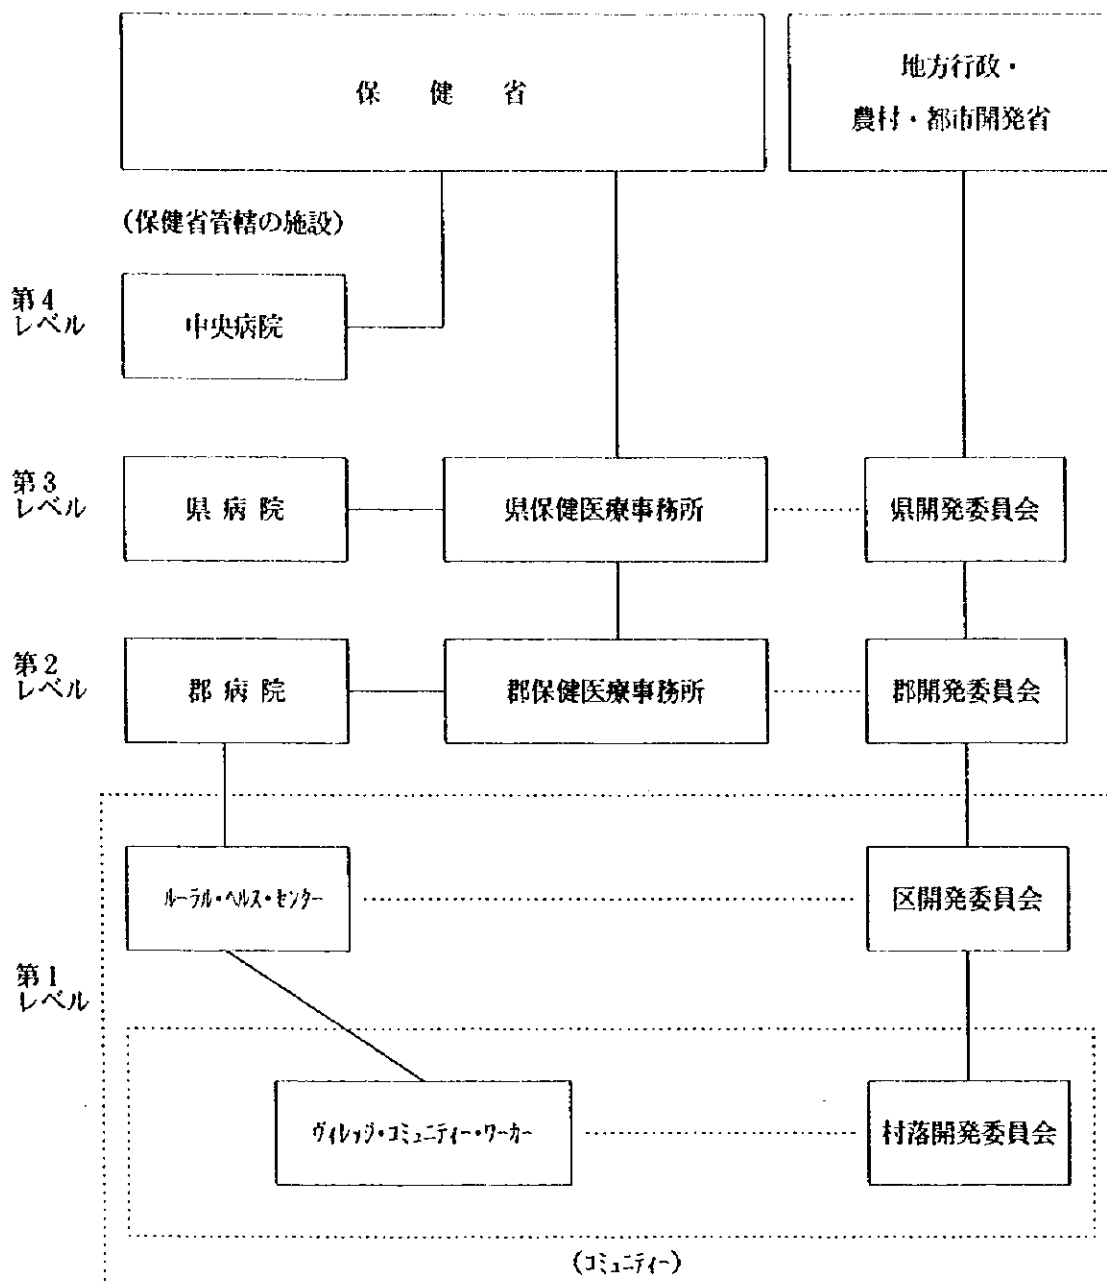 保健省
地方行政・
農村・都市開発省
(保健省管轄の施設)
第4
レベル
中央病院
第3
レベル
県病院
県保健医療事務所
県開発委員会
第2
レベル
郡病院
郡保健医療事務所
郡開発委員会
ルーラル・ヘルス・センター
区開発委員会
第1
レベル
ヴィレッジ・コミュニティー・ワーカー
村落開発委員会
(コミュニティー)